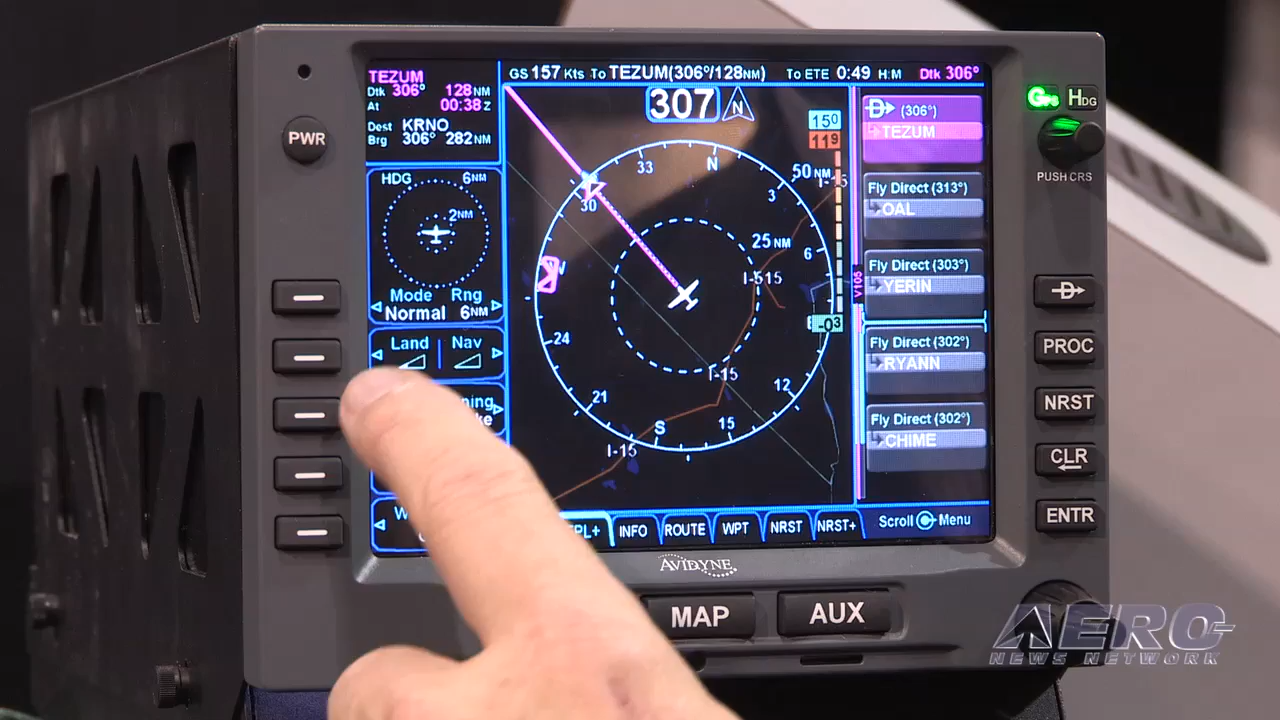 PWR
TEZUM
Dtk 306° 128NM
At 00:38Z
Dest KRNO
Brg 306° 282NM
GS 157 Kts To TEZUM(306°/128NM) To ETE 0:49 H:M Dtk 306°
HDG 6NM
2NM
Mode Rng
Normal 6NM
Land Nav
307 N
150
119
33 N 3 6 12 15 S 21 24 30
50NM
25NM
I-15
I-515
I-15
I-15
-03
V105
(306°)
TEZUM
Fly Direct (313°)
OAL
Fly Direct (303°)
YERIN
Fly Direct (302°)
RYANN
Fly Direct (302°)
CHIME
INFO ROUTE WPT NRST NRST+ Scroll Menu
GPS HDG
PUSH CRS
D
PROC
NRST
CLR
ENTR
AVIDYNE
MAP AUX
AERO
NEWS NETWORK